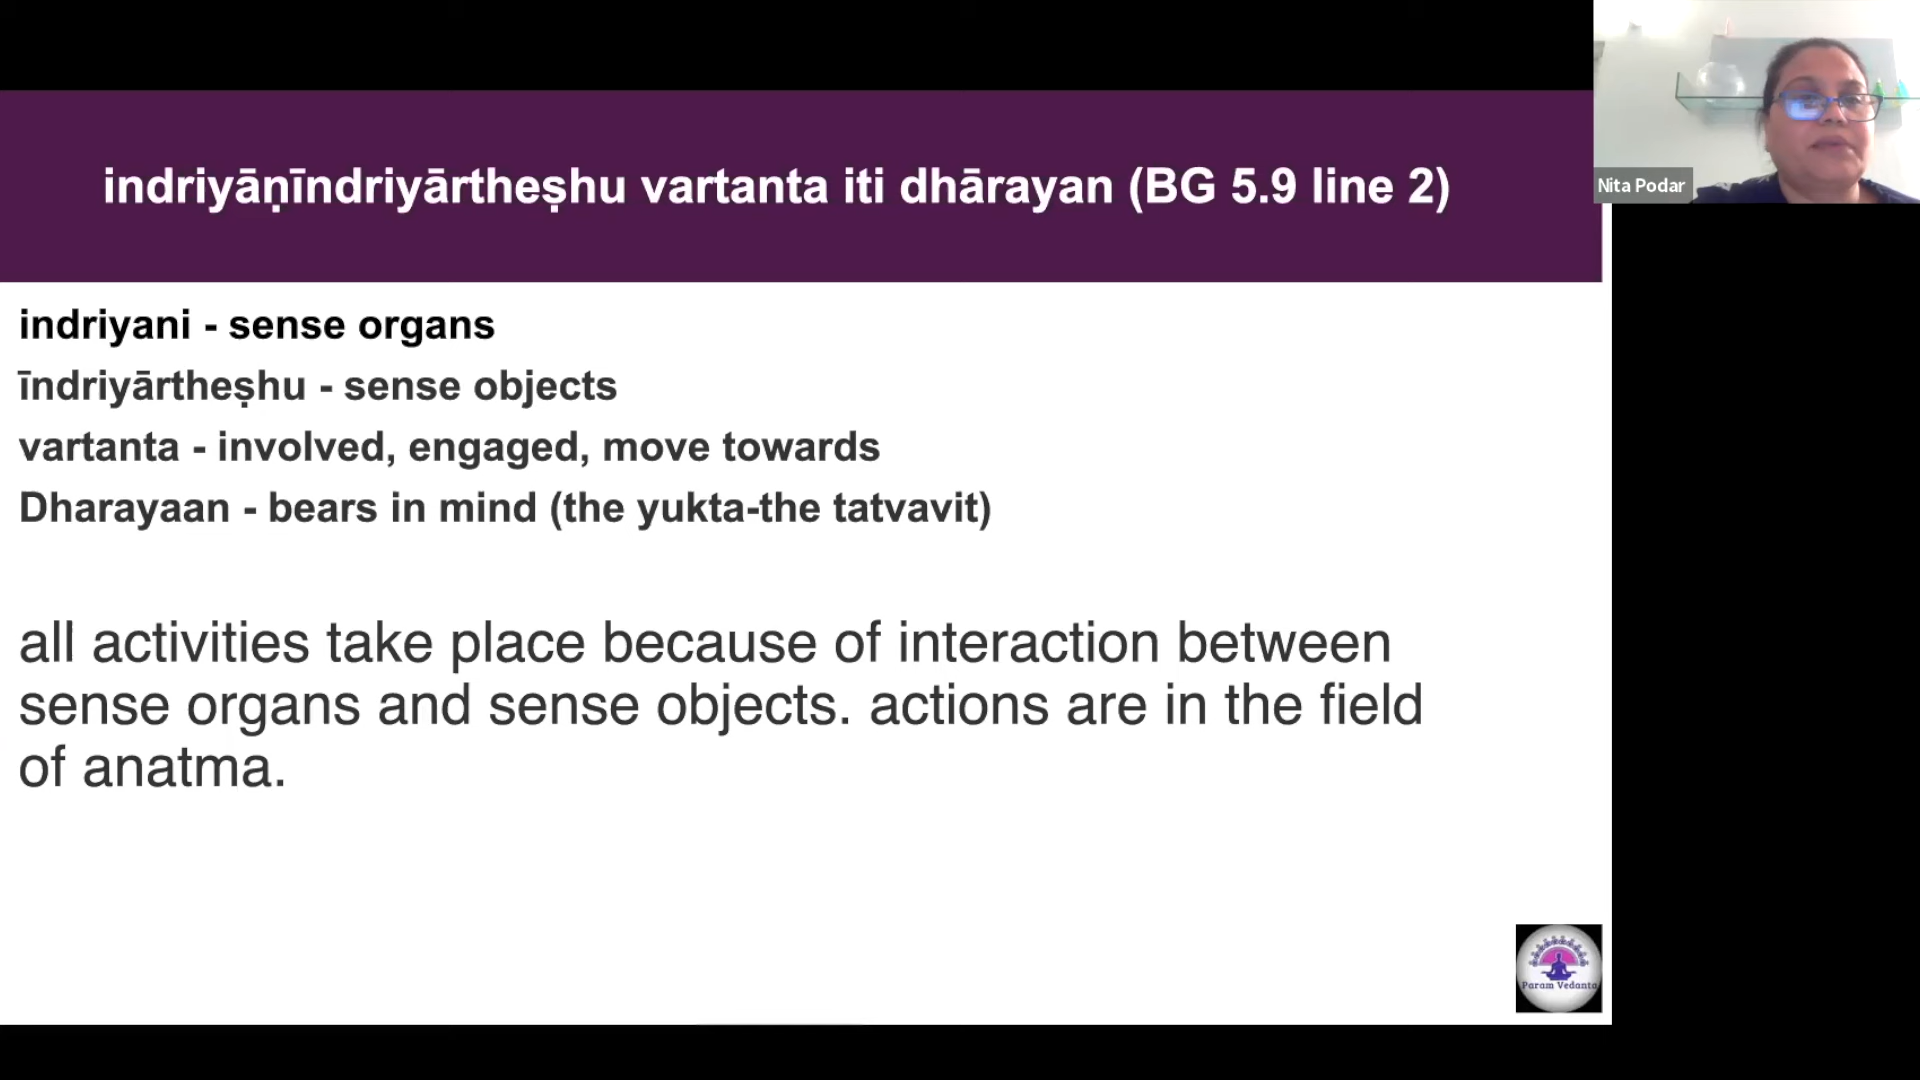 indriyāṇīndriyārtheṣhu vartanta iti dhārayan (BG 5.9 line 2)
Nita Podar
indriyani - sense organs
īndriyārtheṣhu - sense objects
vartanta - involved, engaged, move towards
Dharayaan - bears in mind (the yukta-the tatvavit)
all activities take place because of interaction between
sense organs and sense objects. actions are in the field
of anatma.
Param Vedanta